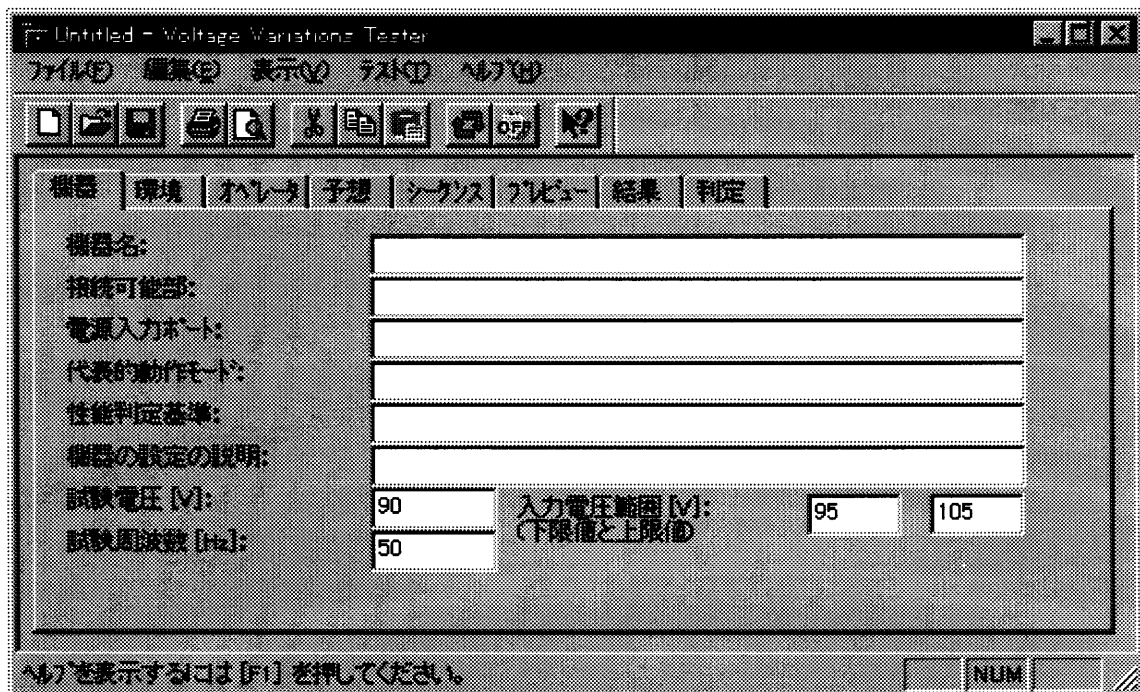 Untitled - Voltage Variations Tester
ファイル(F) 編集(E) 表示(V) テスト(T) ヘルプ(H)
OFF
機器 環境 オペレータ 予想 シーケンス プレビュー 結果 判定
機器名:
接続可能部:
電源入力ポート:
代表的動作モード:
性能判定基準:
機器の設定の説明:
試験電圧 [V]: 90 入力電圧範囲 [V]: 95 105
(下限値と上限値)
試験周波数 [Hz]: 50
ヘルプを表示するには [F1] を押してください。 NUM